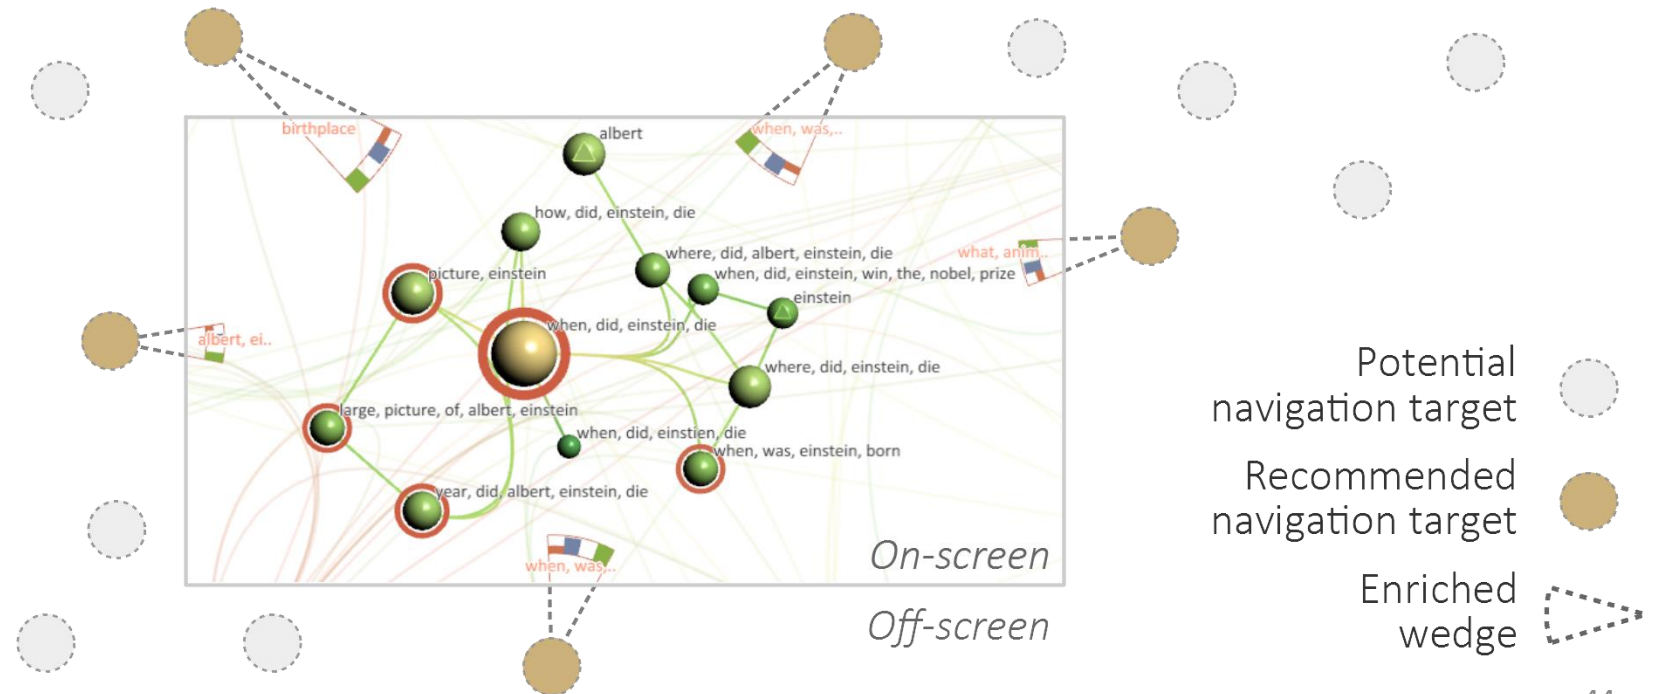 birthplace
when, was,..
albert
how, did, einstein, die
where, did, albert, einstein, die
what, anim..
picture, einstein
when, did, einstein, win, the, nobel, prize
einstein
when, did, einstein, die
albert, ei..
where, did, einstein, die
large, picture, of, albert, einstein
when, did, einstien, die
when, was, einstein, born
year, did, albert, einstein, die
when, was,..
On-screen
Off-screen
Potential
navigation target
Recommended
navigation target
Enriched
wedge